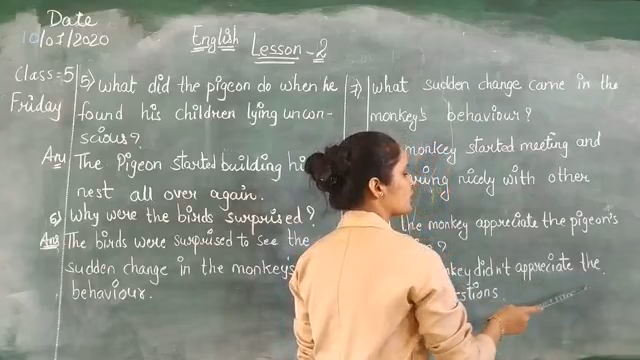 Date
10/07/2020
English Lesson-2
Class=5
Friday
5) what did the pigeon do when he
found his children lying uncon-
scious?
Ans The Pigeon started building hi
nest all over again.
6) Why were the birds surprised?
Ans The birds were surprised to see the
sudden change in the monkey's
behaviour.
7) what sudden change came in the
monkey's behaviour?
monkey started meeting and
nicely with other
the monkey appreciate the pigeon's
?
didn't appreciate the